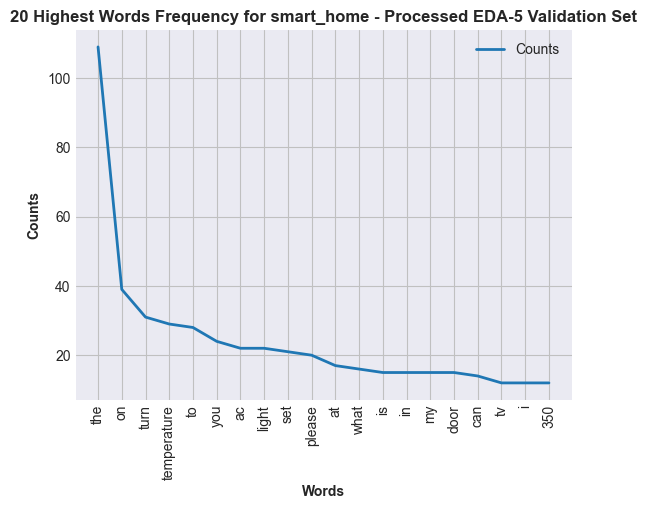 20 Highest Words Frequency for smart_home - Processed EDA-5 Validation Set
Counts
100
80
60
40
20
Counts
the
on
turn
temperature
to
you
ac
light
set
please
at
what
is
in
my
door
can
tv
i
350
Words